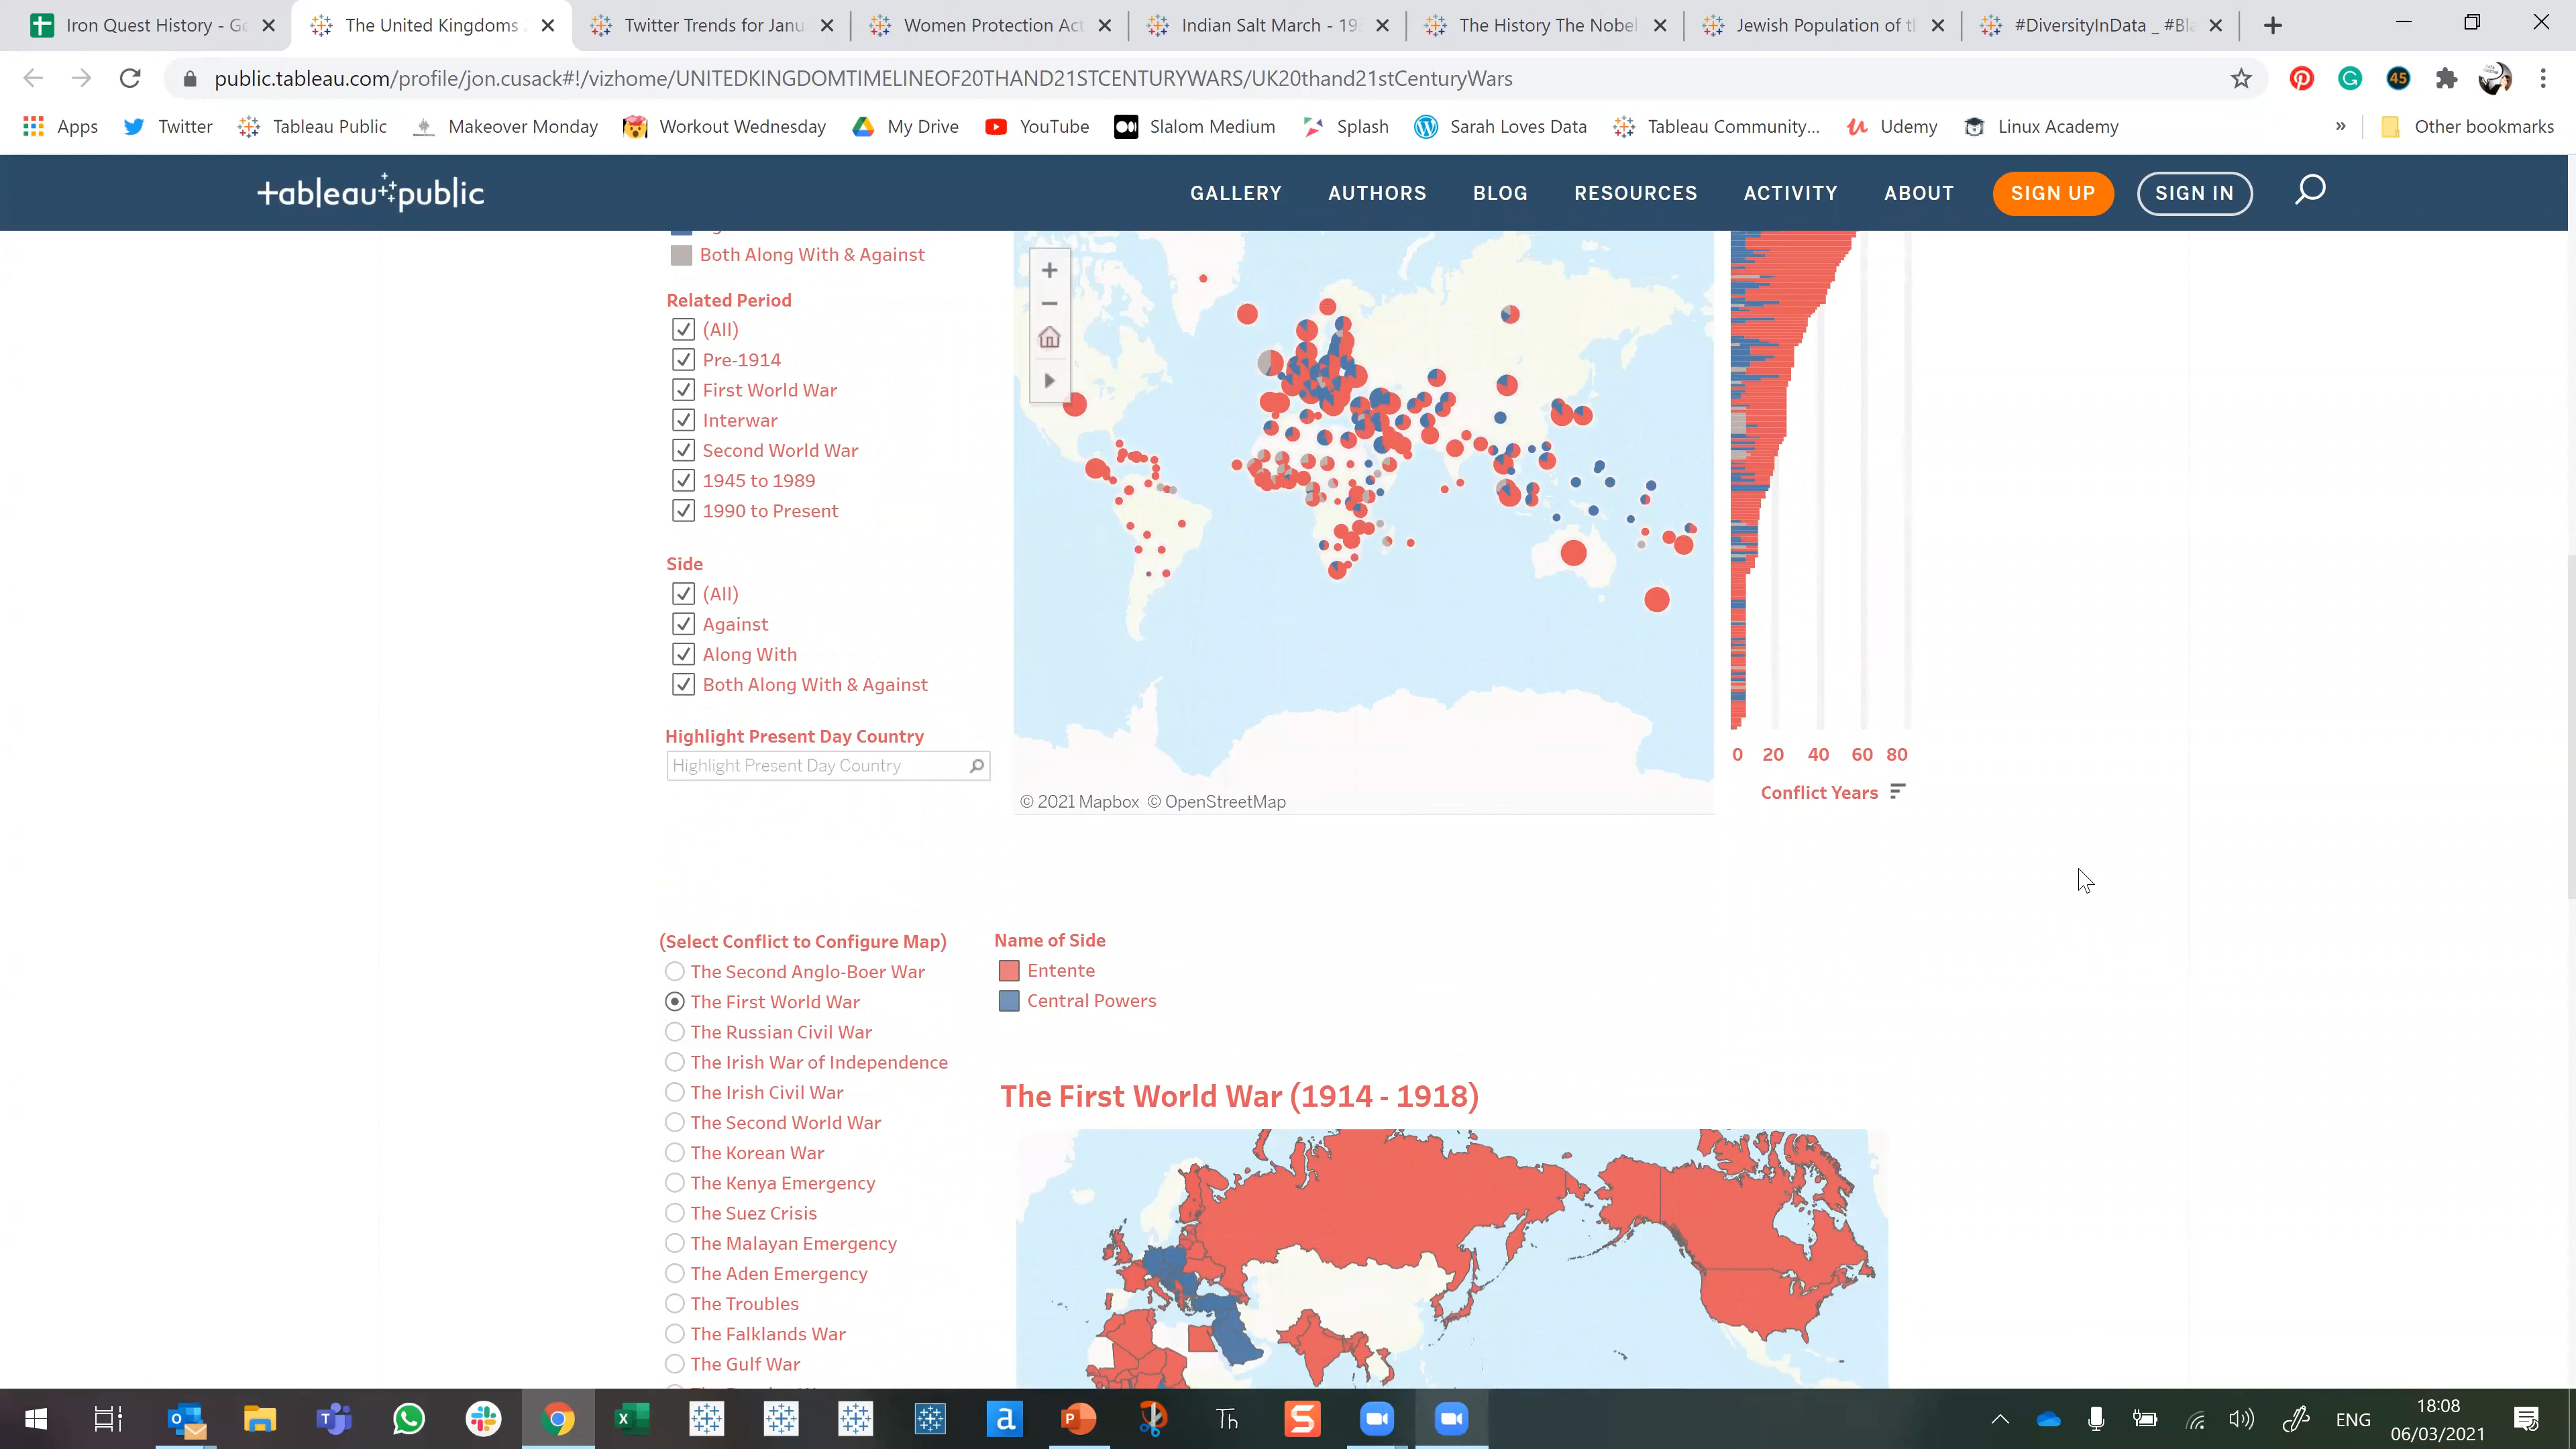 Iron Quest History - Go
The United Kingdoms
Twitter Trends for Janu
Women Protection Act
Indian Salt March - 19
The History The Nobel
Jewish Population of t
#DiversityInData _ #Bla
public.tableau.com/profile/jon.cusack#!/vizhome/UNITEDKINGDOMTIMELINEOF20THAND21STCENTURYWARS/UK20thand21stCenturyWars
45
Apps
Twitter
Tableau Public
Makeover Monday
Workout Wednesday
My Drive
YouTube
Slalom Medium
Splash
Sarah Loves Data
Tableau Community...
Udemy
Linux Academy
»
Other bookmarks
+ableau public
GALLERY
AUTHORS
BLOG
RESOURCES
ACTIVITY
ABOUT
SIGN UP
SIGN IN
Both Along With & Against
Related Period
(All)
Pre-1914
First World War
Interwar
Second World War
1945 to 1989
1990 to Present
Side
(All)
Against
Along With
Both Along With & Against
Highlight Present Day Country
Highlight Present Day Country
© 2021 Mapbox © OpenStreetMap
0 20 40 60 80
Conflict Years
(Select Conflict to Configure Map)
The Second Anglo-Boer War
The First World War
The Russian Civil War
The Irish War of Independence
The Irish Civil War
The Second World War
The Korean War
The Kenya Emergency
The Suez Crisis
The Malayan Emergency
The Aden Emergency
The Troubles
The Falklands War
The Gulf War
Name of Side
Entente
Central Powers
The First World War (1914 - 1918)
Th
ENG
18:08
06/03/2021